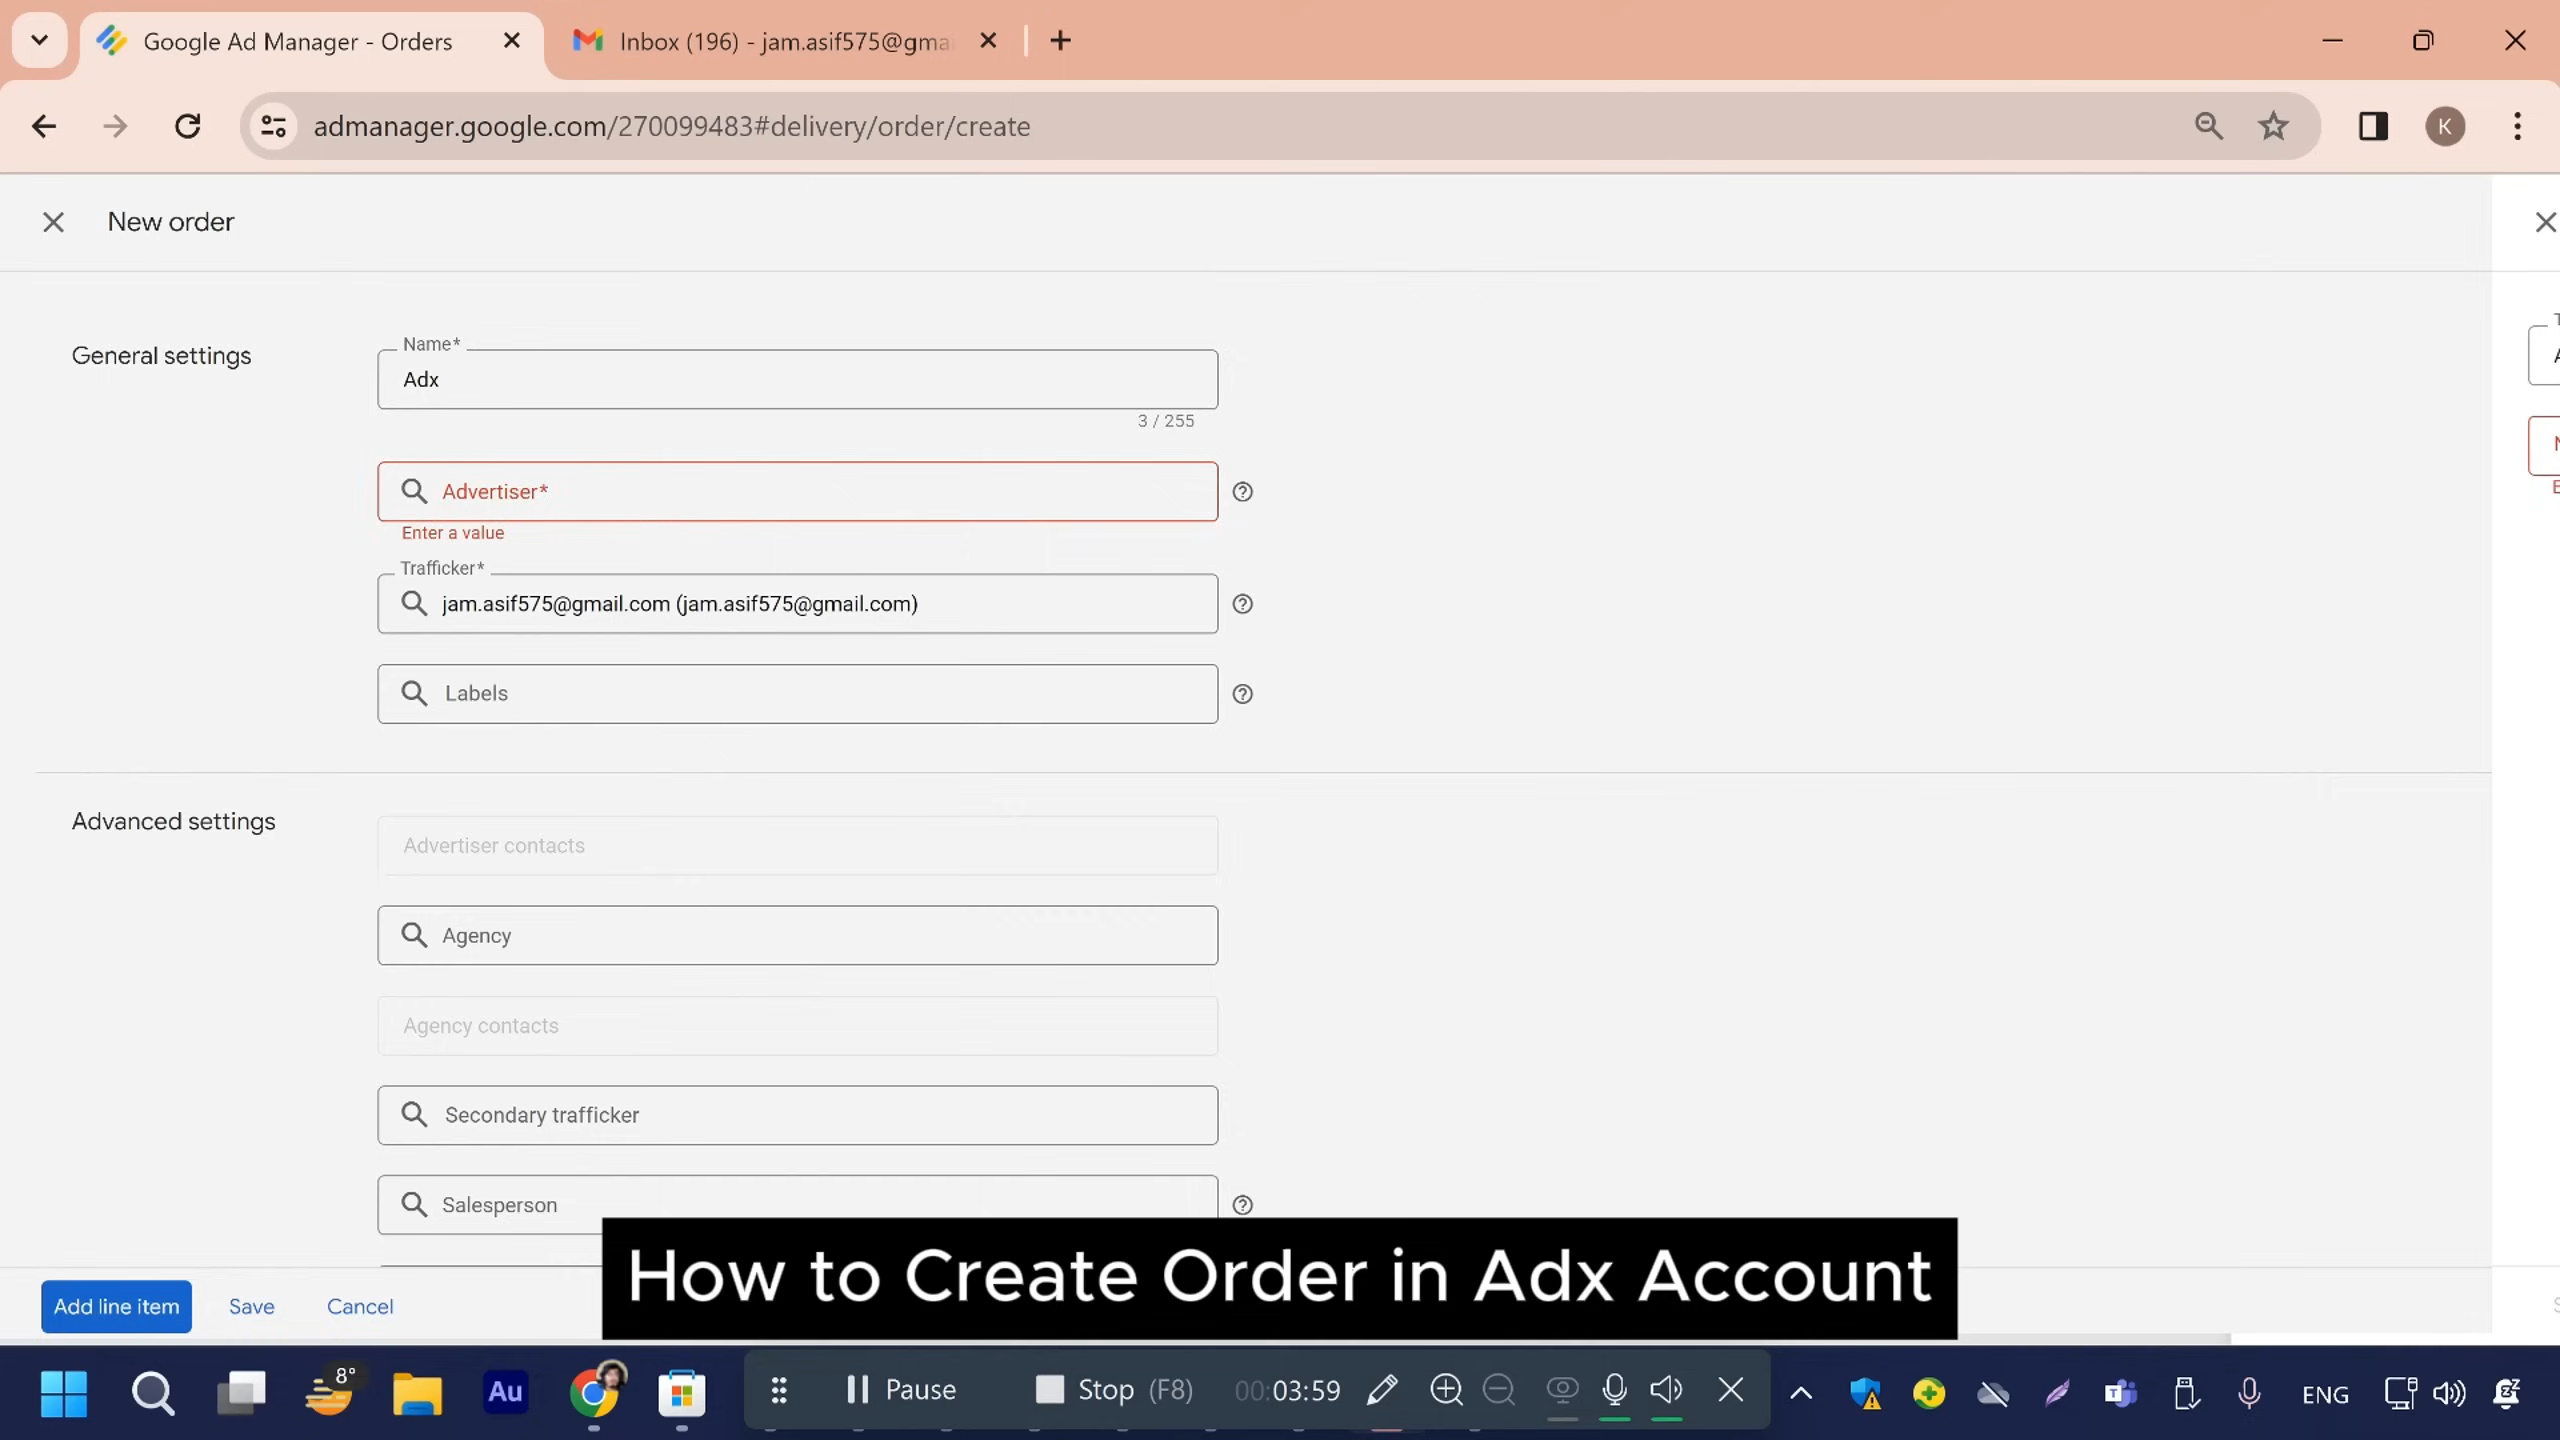 Google Ad Manager - Orders
Inbox (196) - jam.asif575@gma
admanager.google.com/270099483#delivery/order/create
K
New order
General settings
Name*
Adx
3 / 255
Advertiser*
Enter a value
Trafficker*
jam.asif575@gmail.com (jam.asif575@gmail.com)
Labels
Advanced settings
Advertiser contacts
Agency
Agency contacts
Secondary trafficker
Salesperson
How to Create Order in Adx Account
Add line item
Save
Cancel
8°
Au
Pause
Stop (F8)
00:03:59
ENG